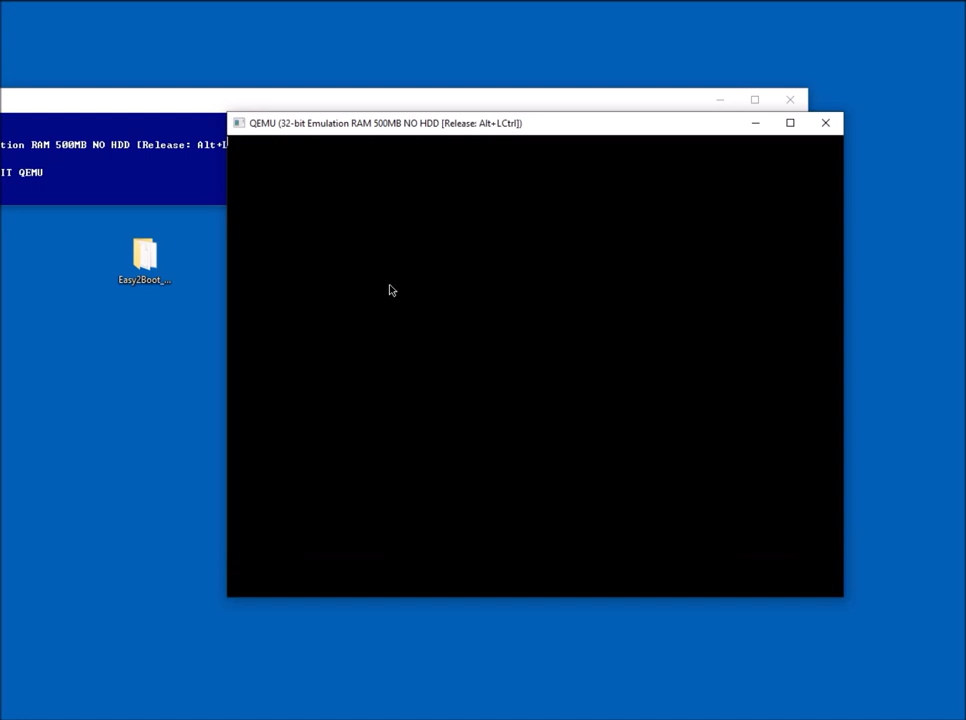 QEMU (32-bit Emulation RAM 500MB NO HDD [Release: Alt+LCtrl])
tion RAM 500MB NO HDD [Release: Alt+L
IT QEMU
Easy2Boot_...